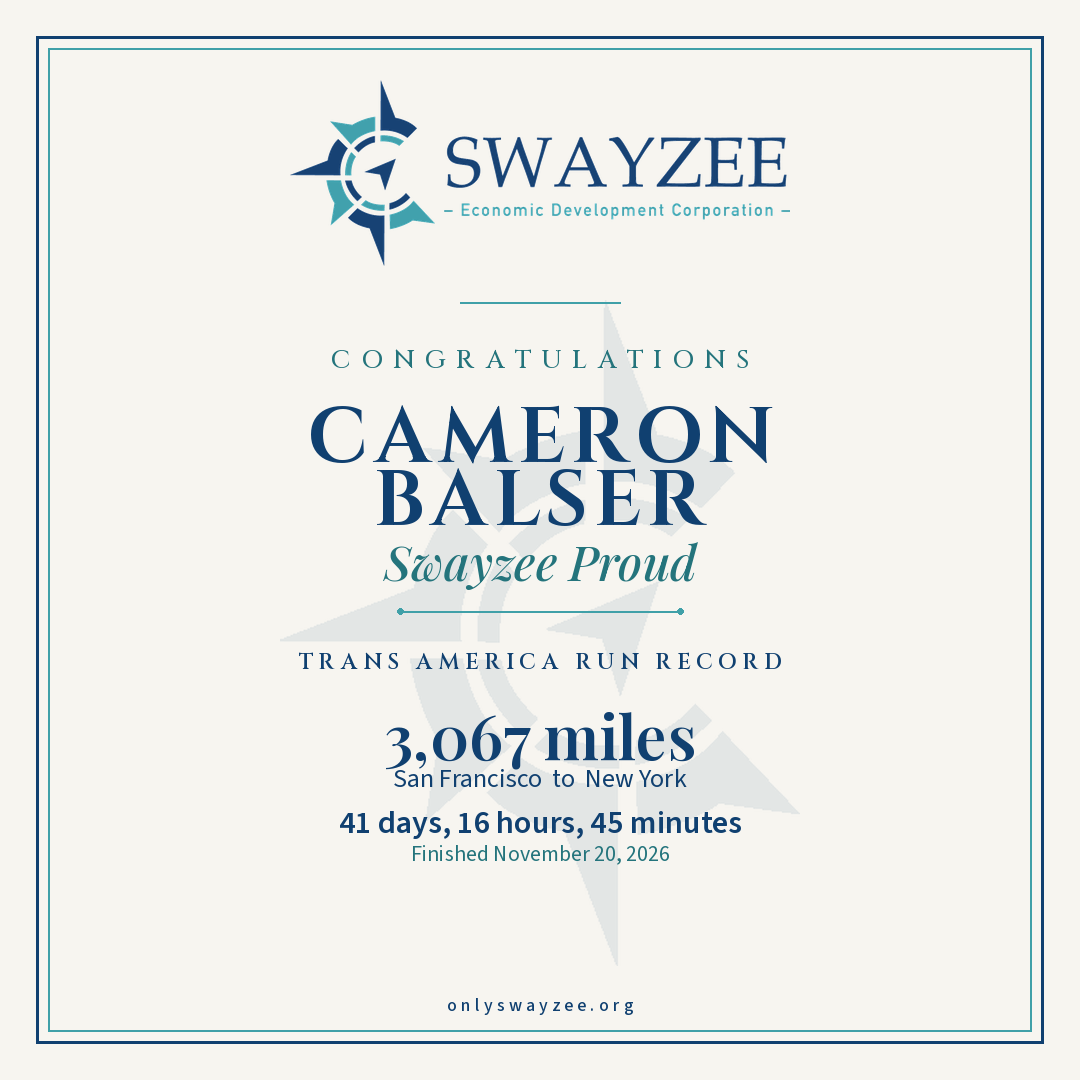 SWAYZEE
– Economic Development Corporation –
CONGRATULATIONS
CAMERON
BALSER
Swayzee Proud
TRANS AMERICA RUN RECORD
3,067 miles
San Francisco to New York
41 days, 16 hours, 45 minutes
Finished November 20, 2026
onlyswayzee.org